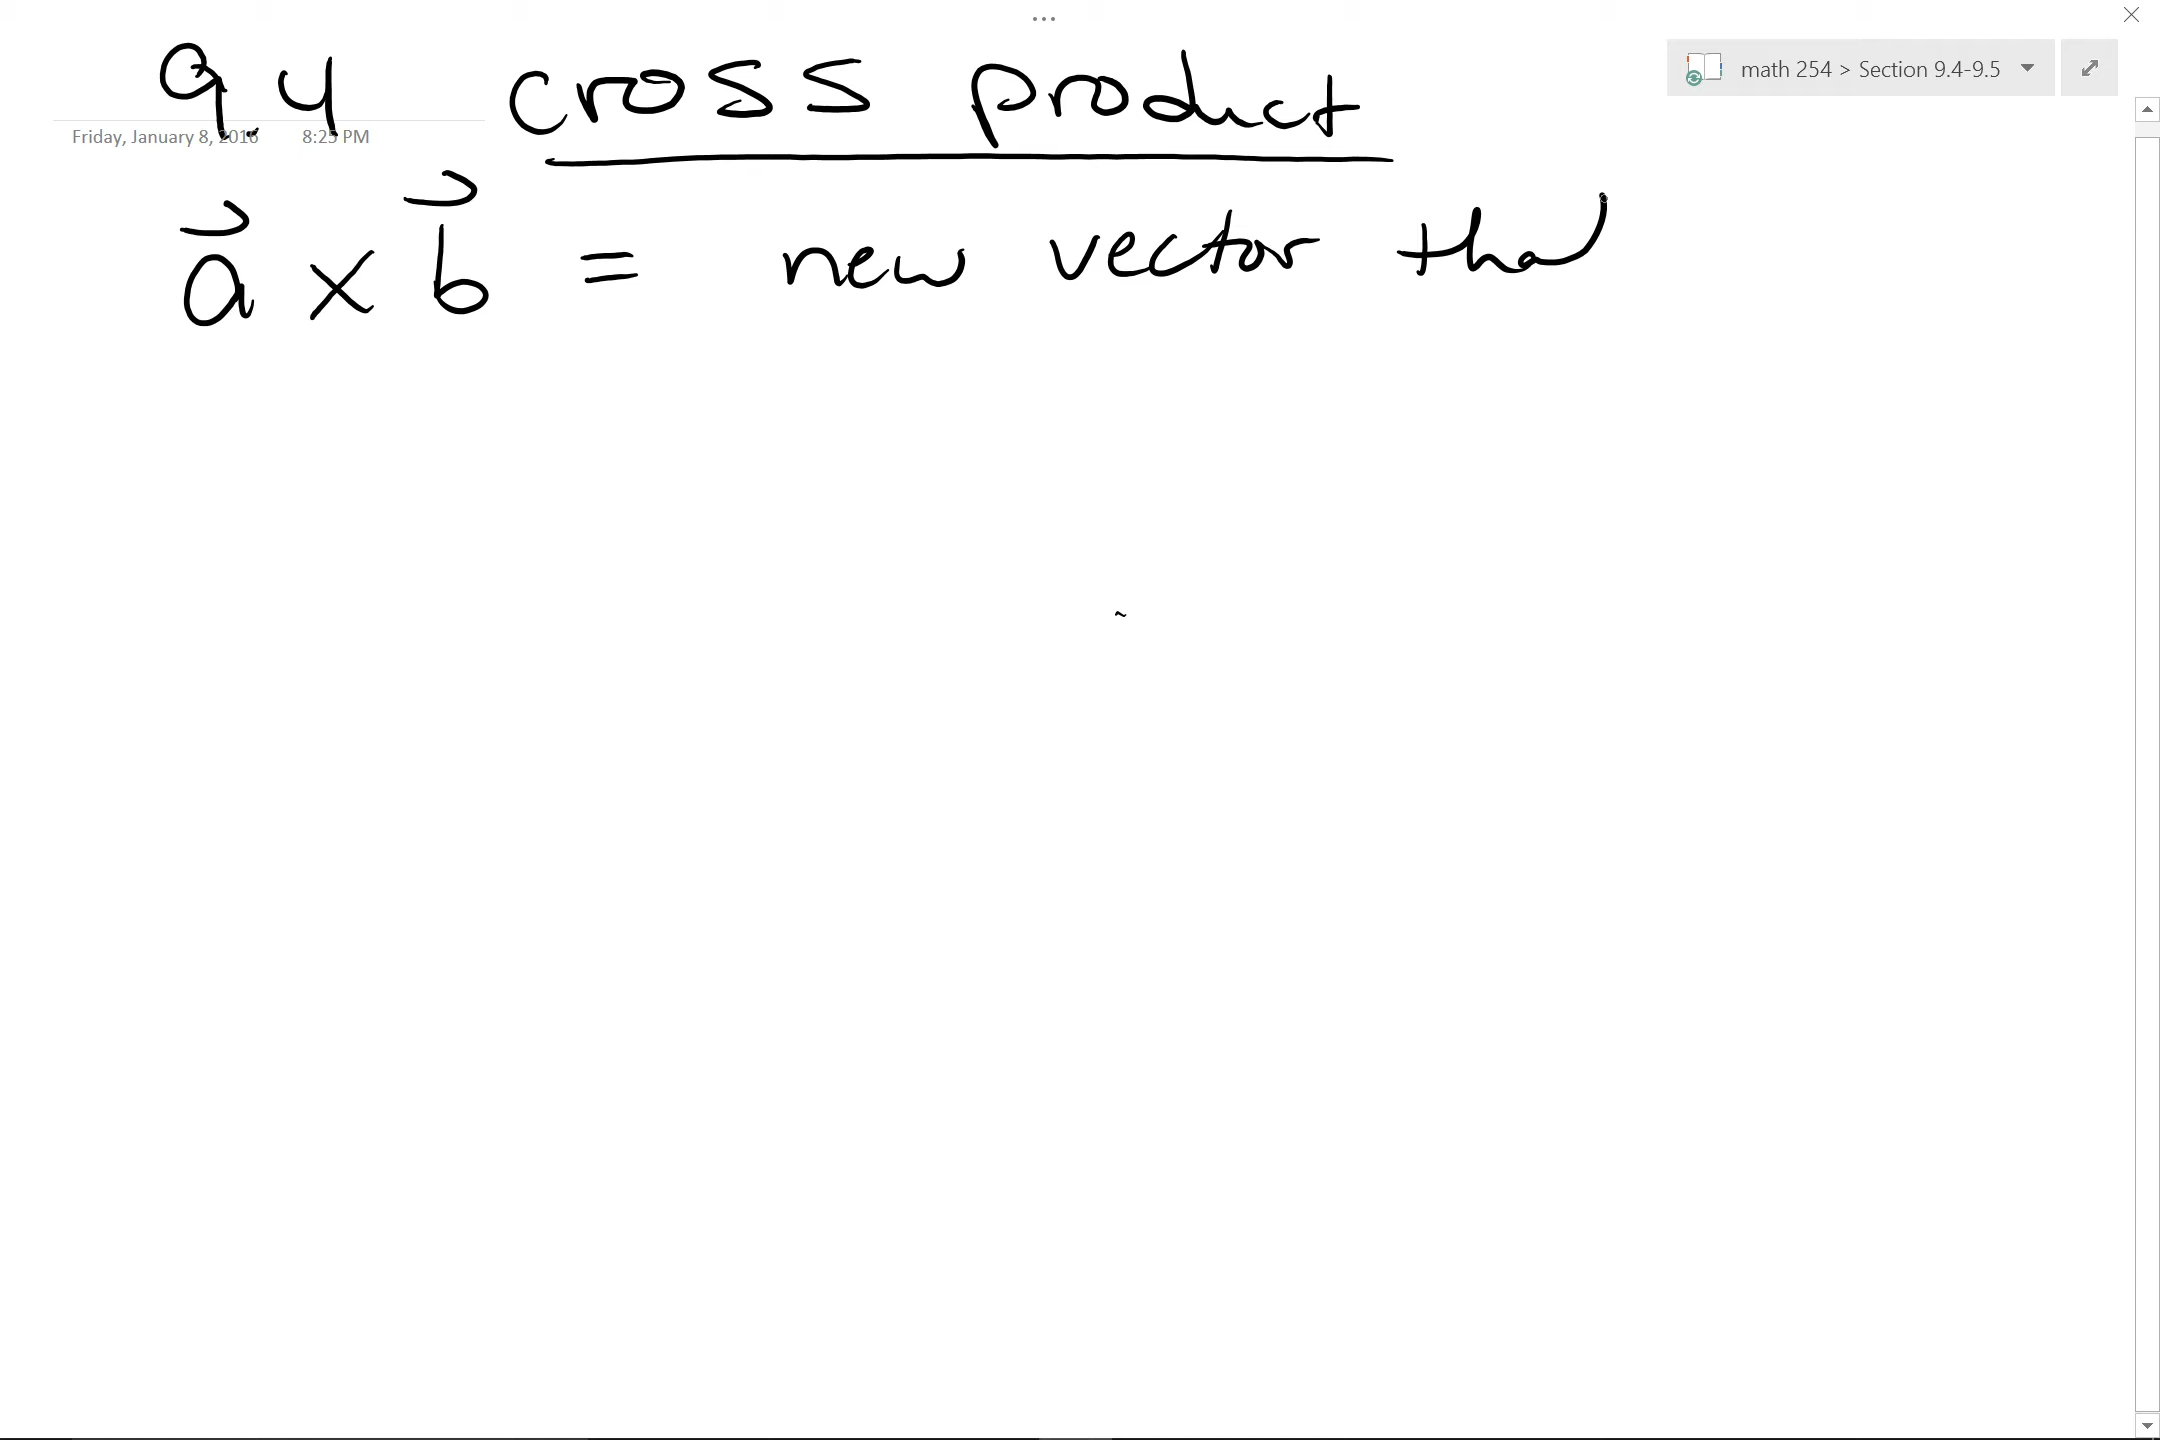 9.4 cross product
math 254 > Section 9.4-9.5
Friday, January 8, 2016 8:25 PM
a⃗ × b⃗ = new vector tha